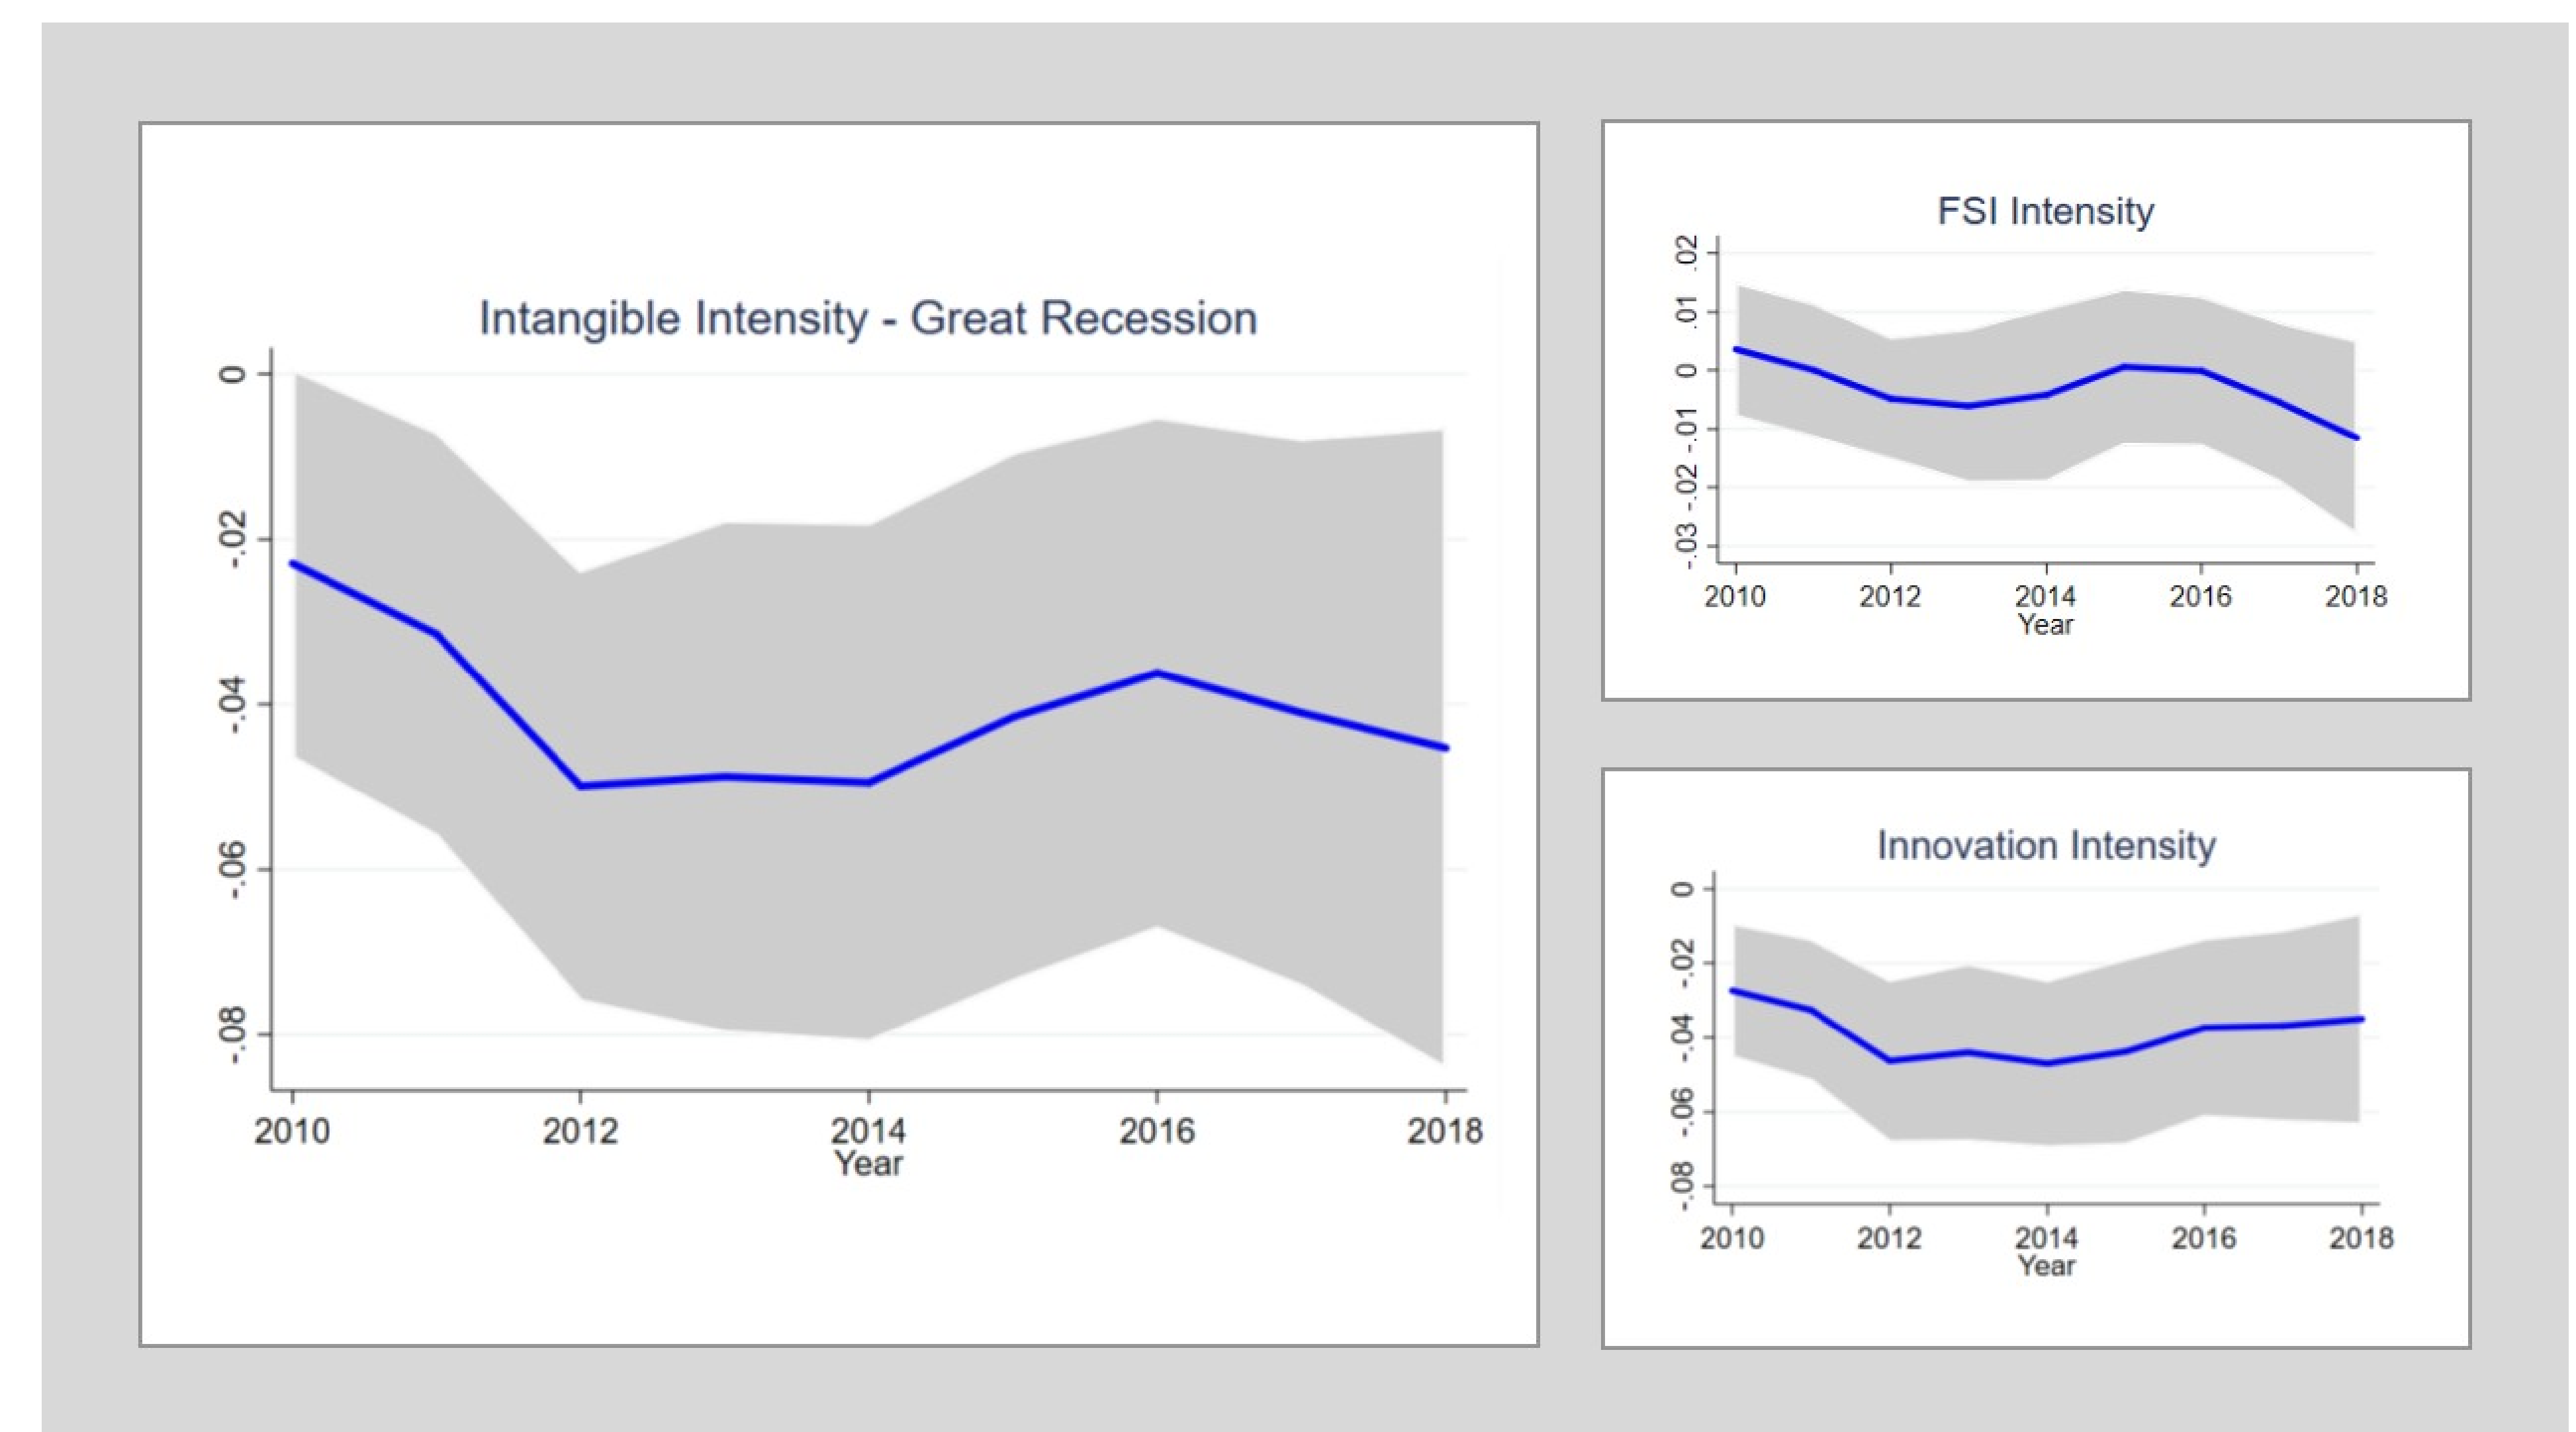 Intangible Intensity - Great Recession
0
-.02
-.04
-.06
-.08
2010 2012 2014 2016 2018
Year
FSI Intensity
.02
.01
0
-.01
-.02
-.03
2010 2012 2014 2016 2018
Year
Innovation Intensity
0
-.02
-.04
-.06
-.08
2010 2012 2014 2016 2018
Year